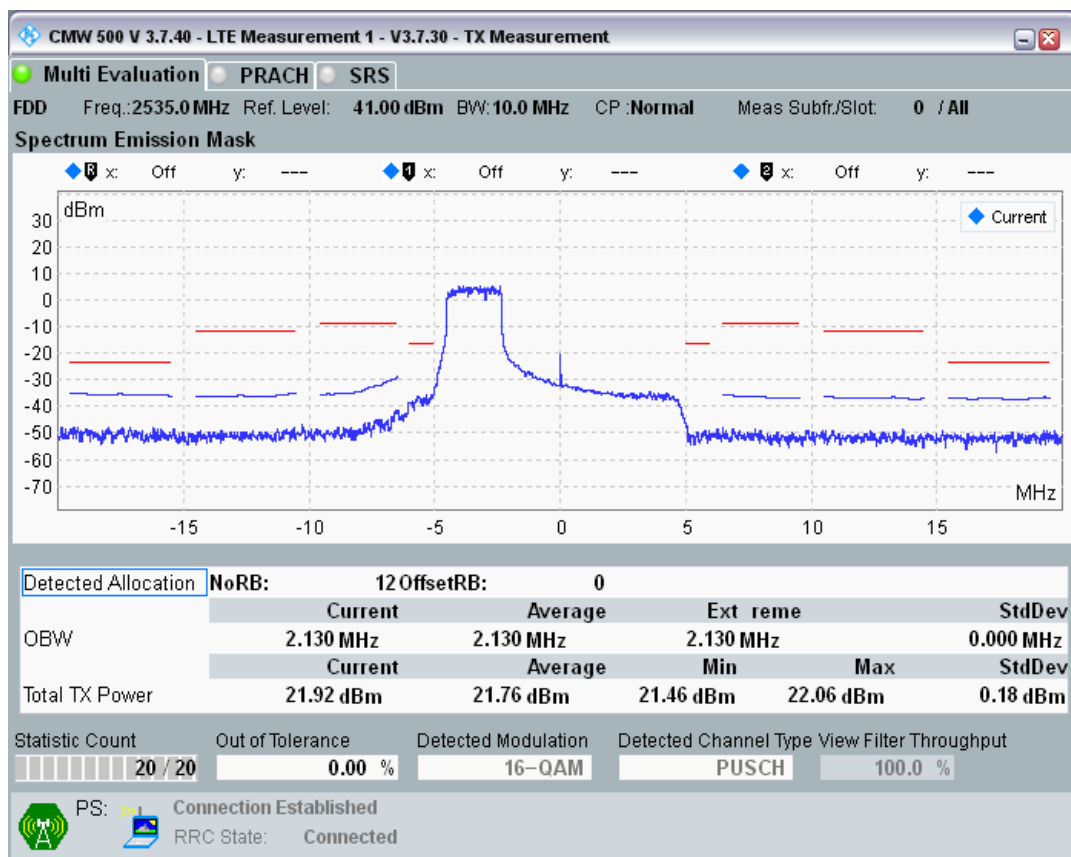 CMW 500 V 3.7.40 - LTE Measurement 1 - V3.7.30 - TX Measurement
Multi Evaluation PRACH SRS
FDD Freq.:2535.0 MHz Ref. Level: 41.00 dBm BW: 10.0 MHz CP :Normal Meas Subfr./Slot: 0 / All
Spectrum Emission Mask
R x: Off y: --- 1 x: Off y: --- 2 x: Off y: ---
dBm
Current
30
20
10
0
-10
-20
-30
-40
-50
-60
-70
MHz
-15 -10 -5 0 5 10 15
Detected Allocation NoRB: 12 OffsetRB: 0
Current Average Ext reme StdDev
OBW 2.130 MHz 2.130 MHz 2.130 MHz 0.000 MHz
Current Average Min Max StdDev
Total TX Power 21.92 dBm 21.76 dBm 21.46 dBm 22.06 dBm 0.18 dBm
Statistic Count Out of Tolerance Detected Modulation Detected Channel Type View Filter Throughput
20 / 20 0.00 % 16-QAM PUSCH 100.0 %
PS: Connection Established
RRC State: Connected